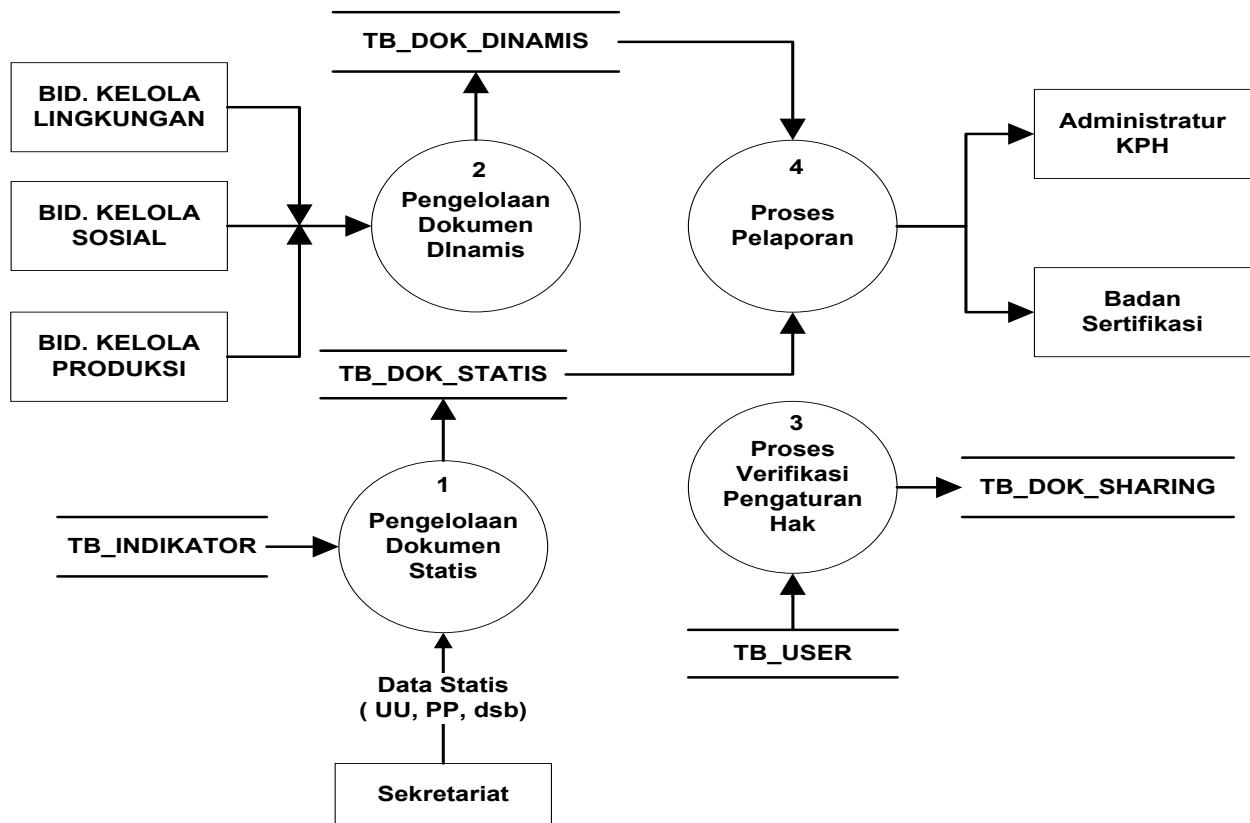 TB_DOK_DINAMIS
BID. KELOLA
LINGKUNGAN
BID. KELOLA
SOSIAL
BID. KELOLA
PRODUKSI
2
Pengelolaan
Dokumen
DInamis
4
Proses
Pelaporan
Administratur
KPH
Badan
Sertifikasi
TB_DOK_STATIS
3
Proses
Verifikasi
Pengaturan
Hak
TB_DOK_SHARING
1
Pengelolaan
Dokumen
Statis
TB_INDIKATOR
TB_USER
Data Statis
( UU, PP, dsb)
Sekretariat